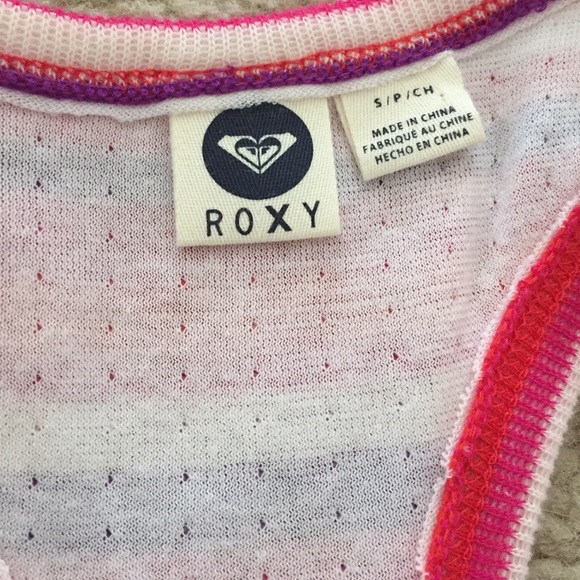 ROXY
S/P/CH
MADE IN CHINA
FABRIQUÉ AU CHINE
HECHO EN CHINA